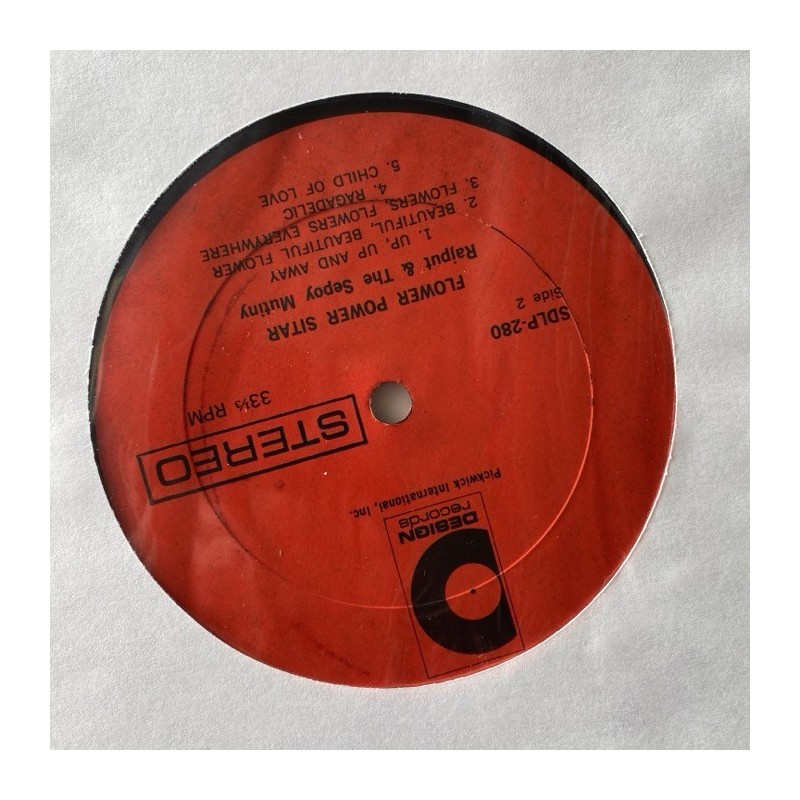 DESIGN
records
Pickwick International, Inc.
STEREO
33⅓ RPM
SDLP-280
Side 2
FLOWER POWER SITAR
Rajput & The Sepoy Mutiny
1. UP, UP AND AWAY
2. BEAUTIFUL, BEAUTIFUL FLOWER
3. FLOWERS, FLOWERS EVERYWHERE
4. RAGADELIC
5. CHILD OF LOVE